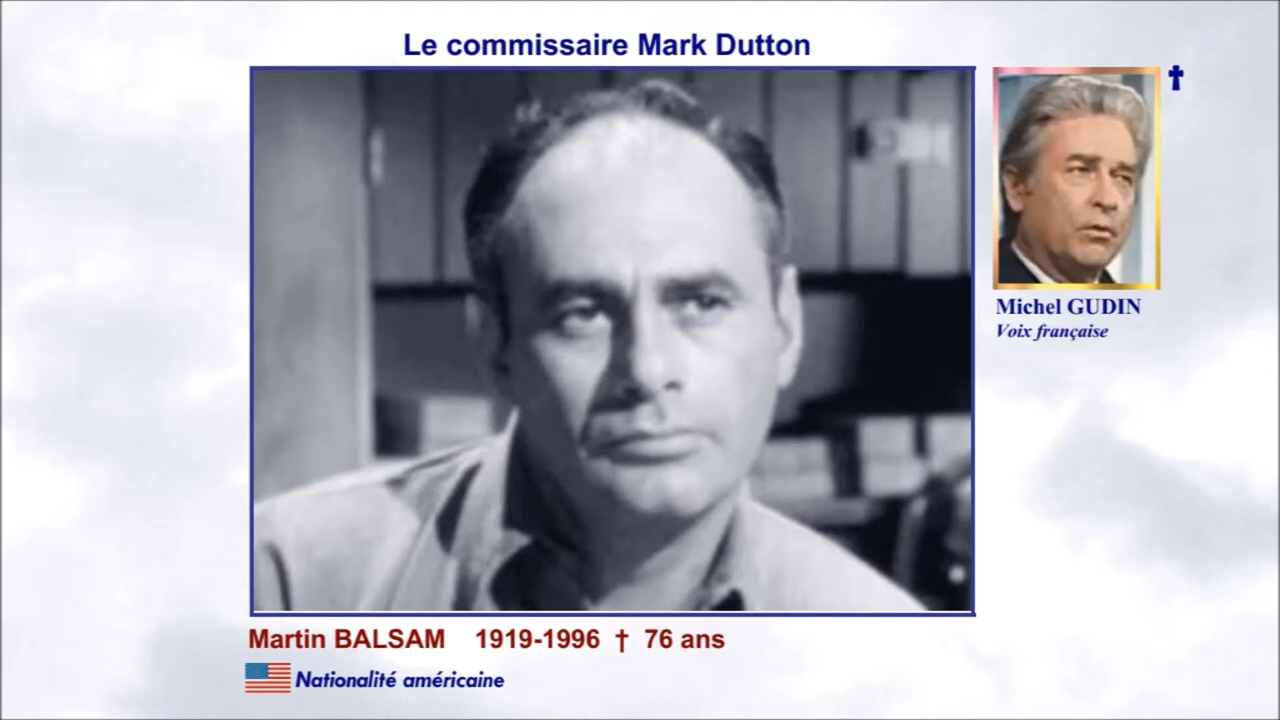 Le commissaire Mark Dutton
†
Michel GUDIN
Voix française
Martin BALSAM 1919-1996 † 76 ans
Nationalité américaine